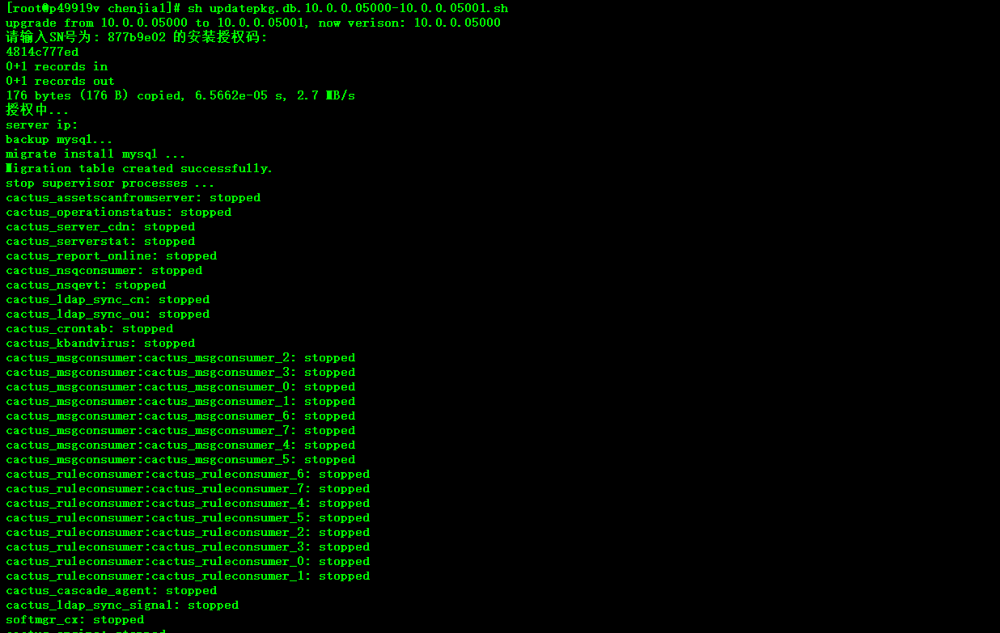 [root@p49919v chenjia1]# sh updatepkg.db.10.0.0.05000-10.0.0.05001.sh
upgrade from 10.0.0.05000 to 10.0.0.05001, now verison: 10.0.0.05000
请输入SN号为: 877b9e02 的安装授权码:
4814c777ed
0+1 records in
0+1 records out
176 bytes (176 B) copied, 6.5662e-05 s, 2.7 MB/s
授权中...
server ip:
backup mysql...
migrate install mysql ...
Migration table created successfully.
stop supervisor processes ...
cactus_assetscanfromserver: stopped
cactus_operationstatus: stopped
cactus_server_cdn: stopped
cactus_serverstat: stopped
cactus_report_online: stopped
cactus_nsqconsumer: stopped
cactus_nsqevt: stopped
cactus_ldap_sync_cn: stopped
cactus_ldap_sync_ou: stopped
cactus_crontab: stopped
cactus_kbandvirus: stopped
cactus_msgconsumer:cactus_msgconsumer_2: stopped
cactus_msgconsumer:cactus_msgconsumer_3: stopped
cactus_msgconsumer:cactus_msgconsumer_0: stopped
cactus_msgconsumer:cactus_msgconsumer_1: stopped
cactus_msgconsumer:cactus_msgconsumer_6: stopped
cactus_msgconsumer:cactus_msgconsumer_7: stopped
cactus_msgconsumer:cactus_msgconsumer_4: stopped
cactus_msgconsumer:cactus_msgconsumer_5: stopped
cactus_ruleconsumer:cactus_ruleconsumer_6: stopped
cactus_ruleconsumer:cactus_ruleconsumer_7: stopped
cactus_ruleconsumer:cactus_ruleconsumer_4: stopped
cactus_ruleconsumer:cactus_ruleconsumer_5: stopped
cactus_ruleconsumer:cactus_ruleconsumer_2: stopped
cactus_ruleconsumer:cactus_ruleconsumer_3: stopped
cactus_ruleconsumer:cactus_ruleconsumer_0: stopped
cactus_ruleconsumer:cactus_ruleconsumer_1: stopped
cactus_cascade_agent: stopped
cactus_ldap_sync_signal: stopped
softmgr_cx: stopped